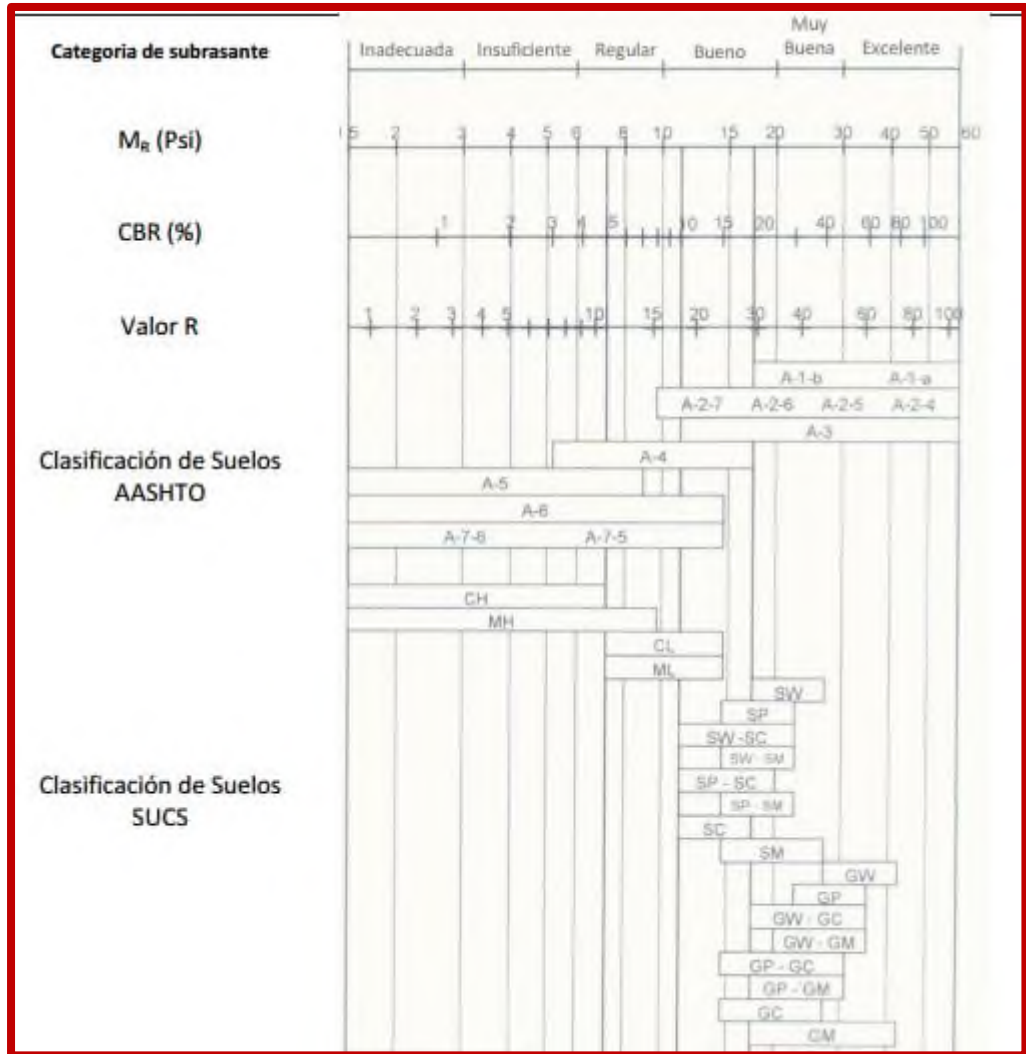 Muy
Categoria de subrasante Inadecuada Insuficiente Regular Bueno Buena Excelente
M_R (Psi) 1.5 2 3 4 5 6 8 10 15 20 30 40 50 60
CBR (%) 1 2 3 4 5 10 15 20 40 60 80 100
Valor R 1 2 3 4 5 10 15 20 30 40 60 80 100
A-1-b A-1-a
A-2-7 A-2-6 A-2-5 A-2-4
A-3
A-4
Clasificación de Suelos
AASHTO
A-5
A-6
A-7-6 A-7-5
CH
MH
CL
ML
SW
SP
SW-SC
SW - SM
Clasificación de Suelos
SUCS
SP - SC
SP - SM
SC
SM
GW
GP
GW - GC
GW - GM
GP - GC
GP - GM
GC
GM